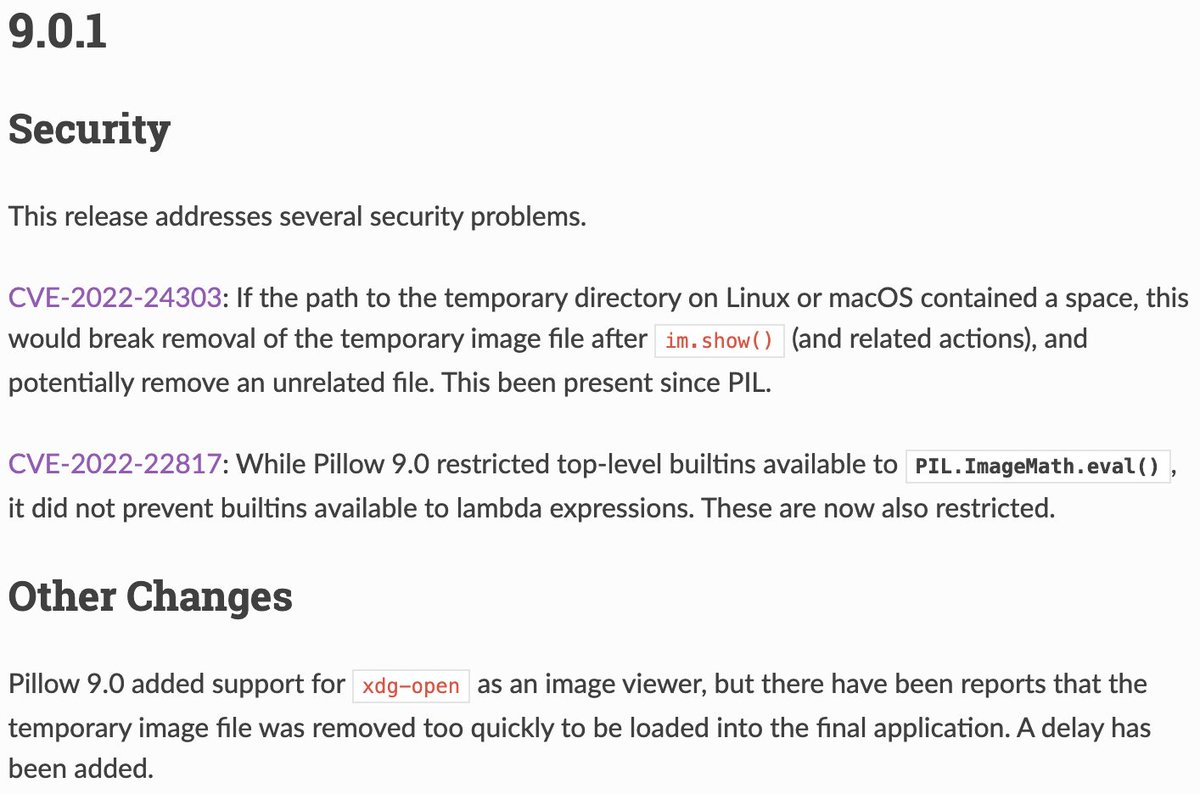 9.0.1
Security
This release addresses several security problems.
CVE-2022-24303: If the path to the temporary directory on Linux or macOS contained a space, this
would break removal of the temporary image file after im.show() (and related actions), and
potentially remove an unrelated file. This been present since PIL.
CVE-2022-22817: While Pillow 9.0 restricted top-level builtins available to PIL.ImageMath.eval(),
it did not prevent builtins available to lambda expressions. These are now also restricted.
Other Changes
Pillow 9.0 added support for xdg-open as an image viewer, but there have been reports that the
temporary image file was removed too quickly to be loaded into the final application. A delay has
been added.